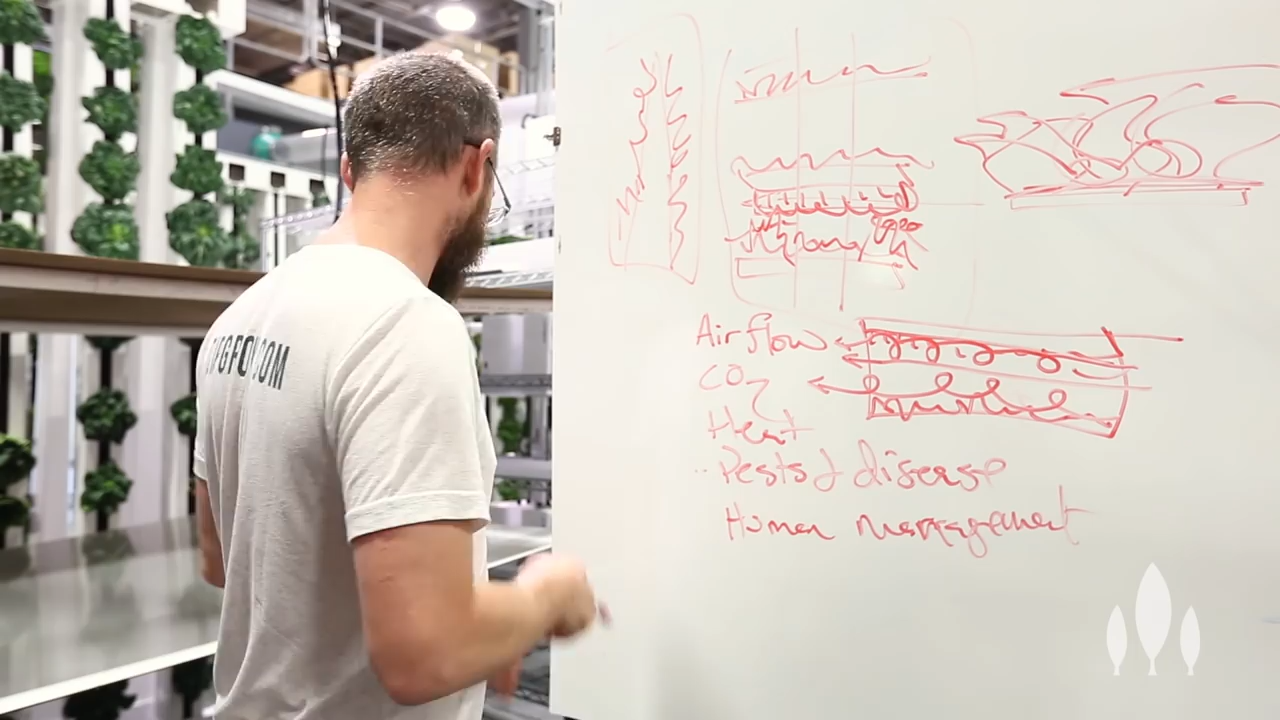 Airflow
CO2
Heat
Pests & disease
Human management